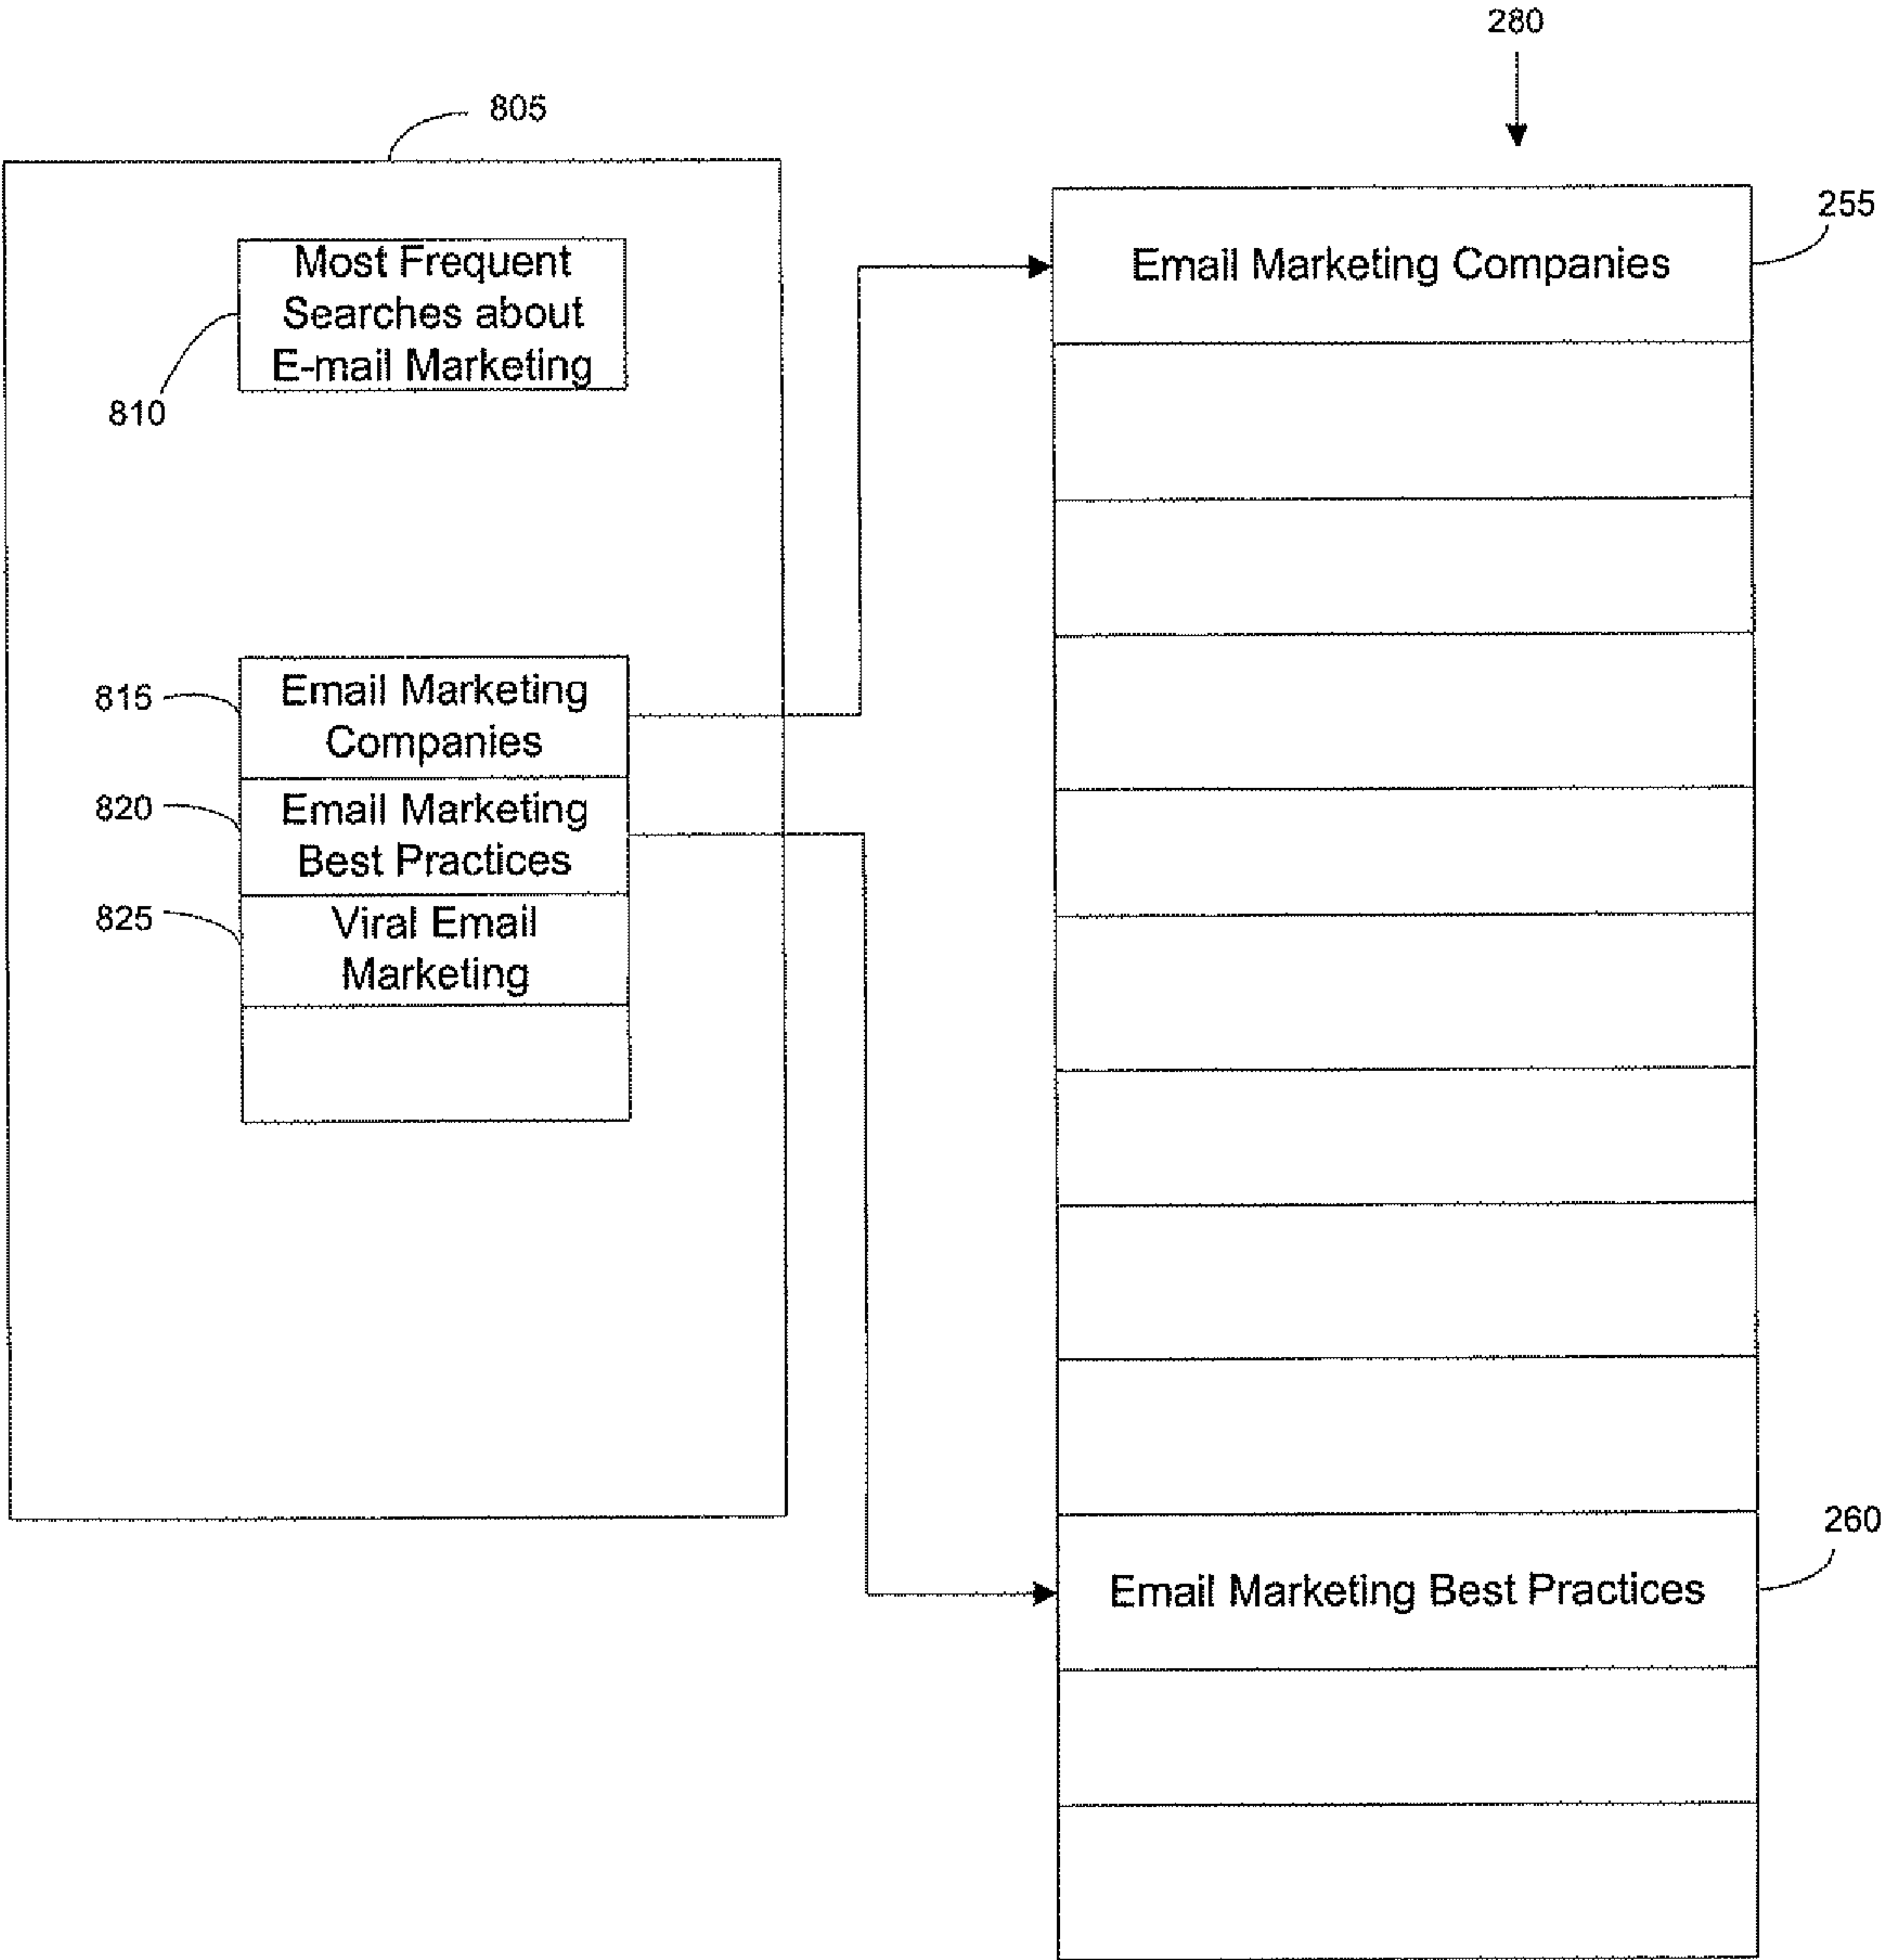 280
805
255
Most Frequent
Searches about
E-mail Marketing
810
Email Marketing Companies
815
Email Marketing
Companies
820
Email Marketing
Best Practices
825
Viral Email
Marketing
260
Email Marketing Best Practices